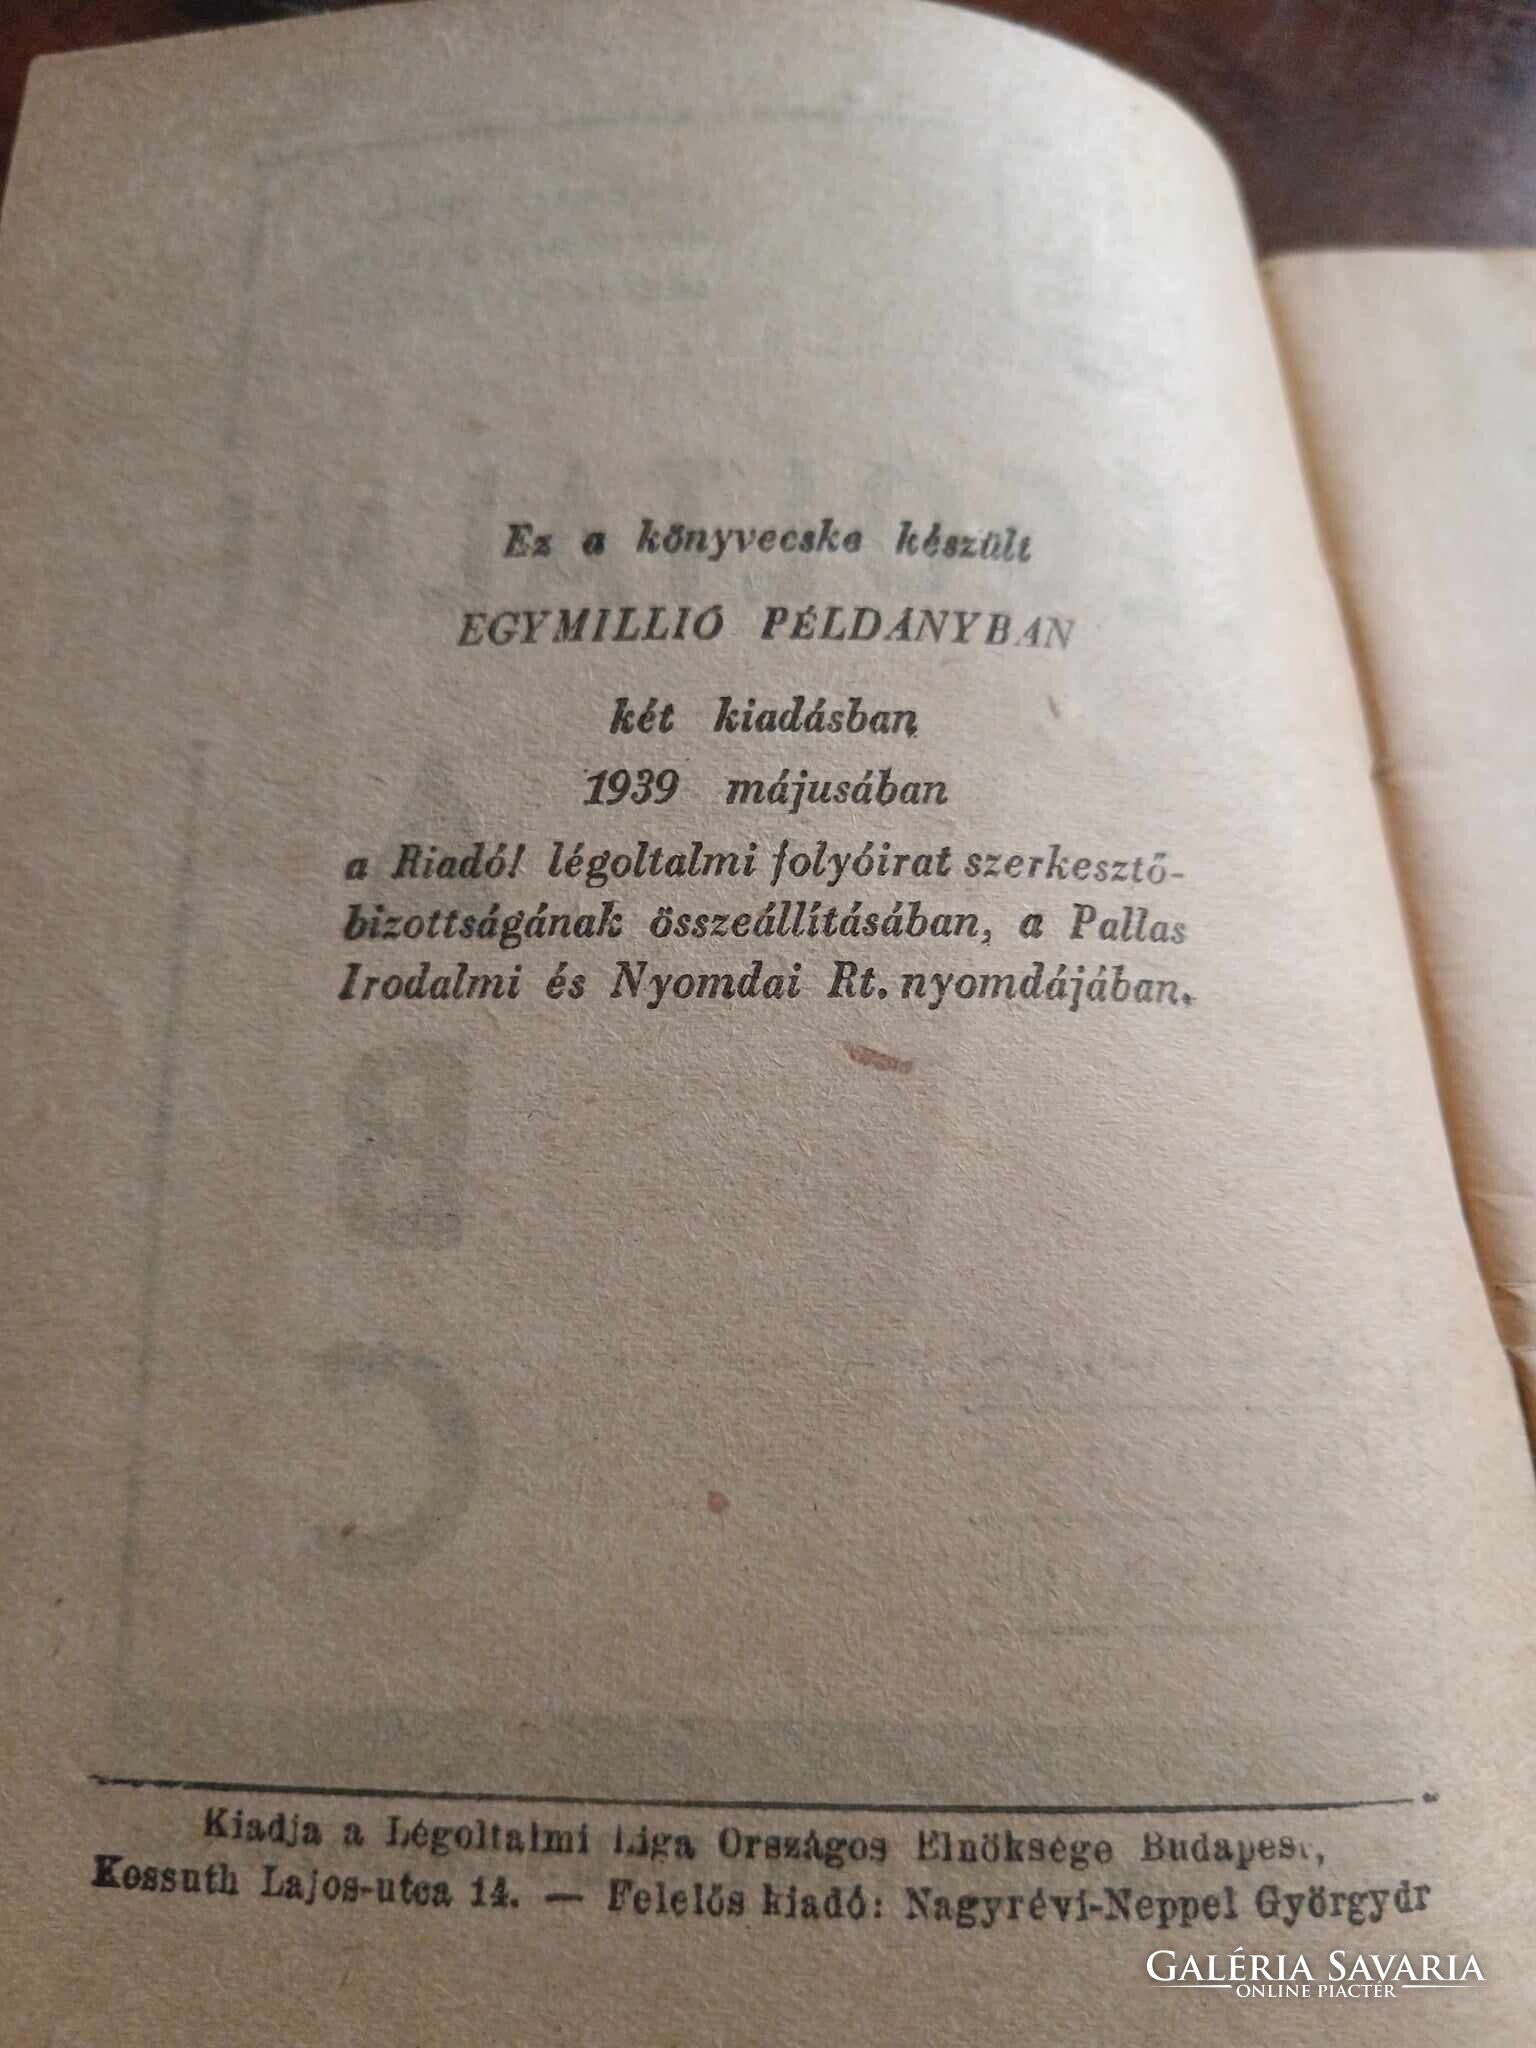 Ez a könyvecske készült
EGYMILLIÓ PÉLDÁNYBAN
két kiadásban
1939 májusában
a Riadó! légoltalmi folyóirat szerkesztő-
bizottságának összeállításában, a Pallas
Irodalmi és Nyomdai Rt. nyomdájában.
Kiadja a Légoltalmi Liga Országos Elnöksége Budapest,
Kossuth Lajos-utca 14. — Felelős kiadó: Nagyrévi-Neppel György dr
GALÉRIA SAVARIA
ONLINE PIACTÉR